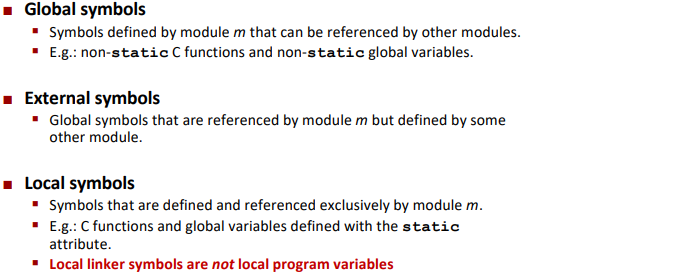 Global symbols
Symbols defined by module m that can be referenced by other modules.
E.g.: non-static C functions and non-static global variables.
External symbols
Global symbols that are referenced by module m but defined by some
other module.
Local symbols
Symbols that are defined and referenced exclusively by module m.
E.g.: C functions and global variables defined with the static
attribute.
Local linker symbols are not local program variables